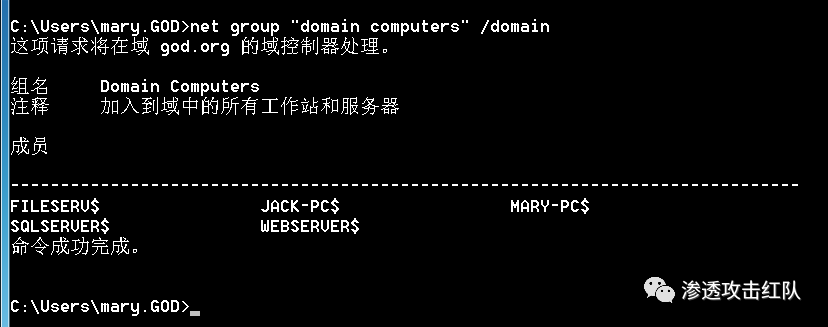 C:\Users\mary.GOD>net group "domain computers" /domain
这项请求将在域 god.org 的域控制器处理。
组名     Domain Computers
注释     加入到域中的所有工作站和服务器
成员
-------------------------------------------------------------------------------
FILESERV$                JACK-PC$                 MARY-PC$
SQLSERVER$               WEBSERVER$
命令成功完成。
C:\Users\mary.GOD>_
渗透攻击红队